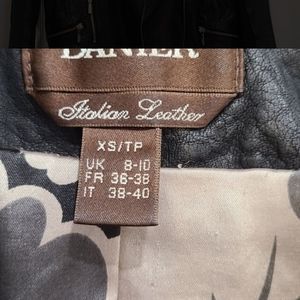 DANIER
Italian Leather
XS/TP
UK 8-10
FR 36-38
IT 38-40